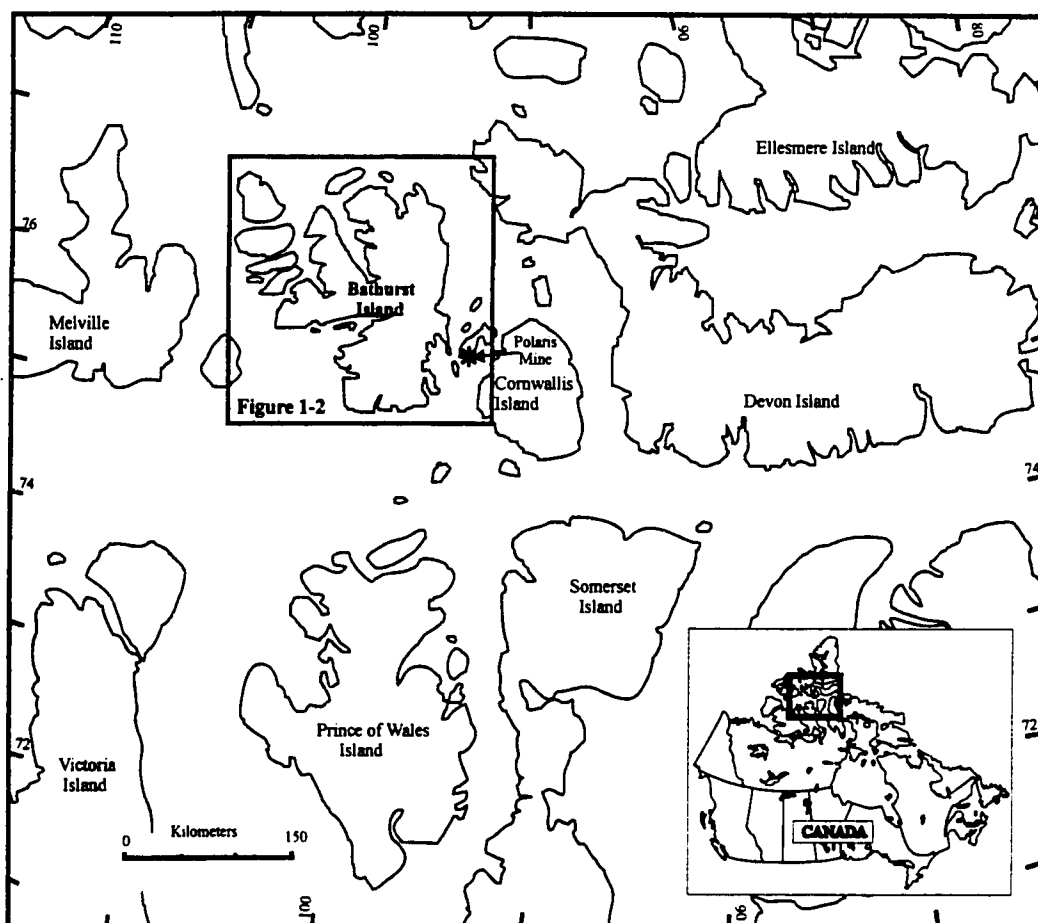 110
100
90
80
Ellesmere Island
76
Bathurst
Island
Melville
Island
Polaris
Mine
Cornwallis
Island
Devon Island
Figure 1-2
74
74
Somerset
Island
Prince of Wales
Island
72
72
Victoria
Island
Kilometers
0
150
CANADA
100
90